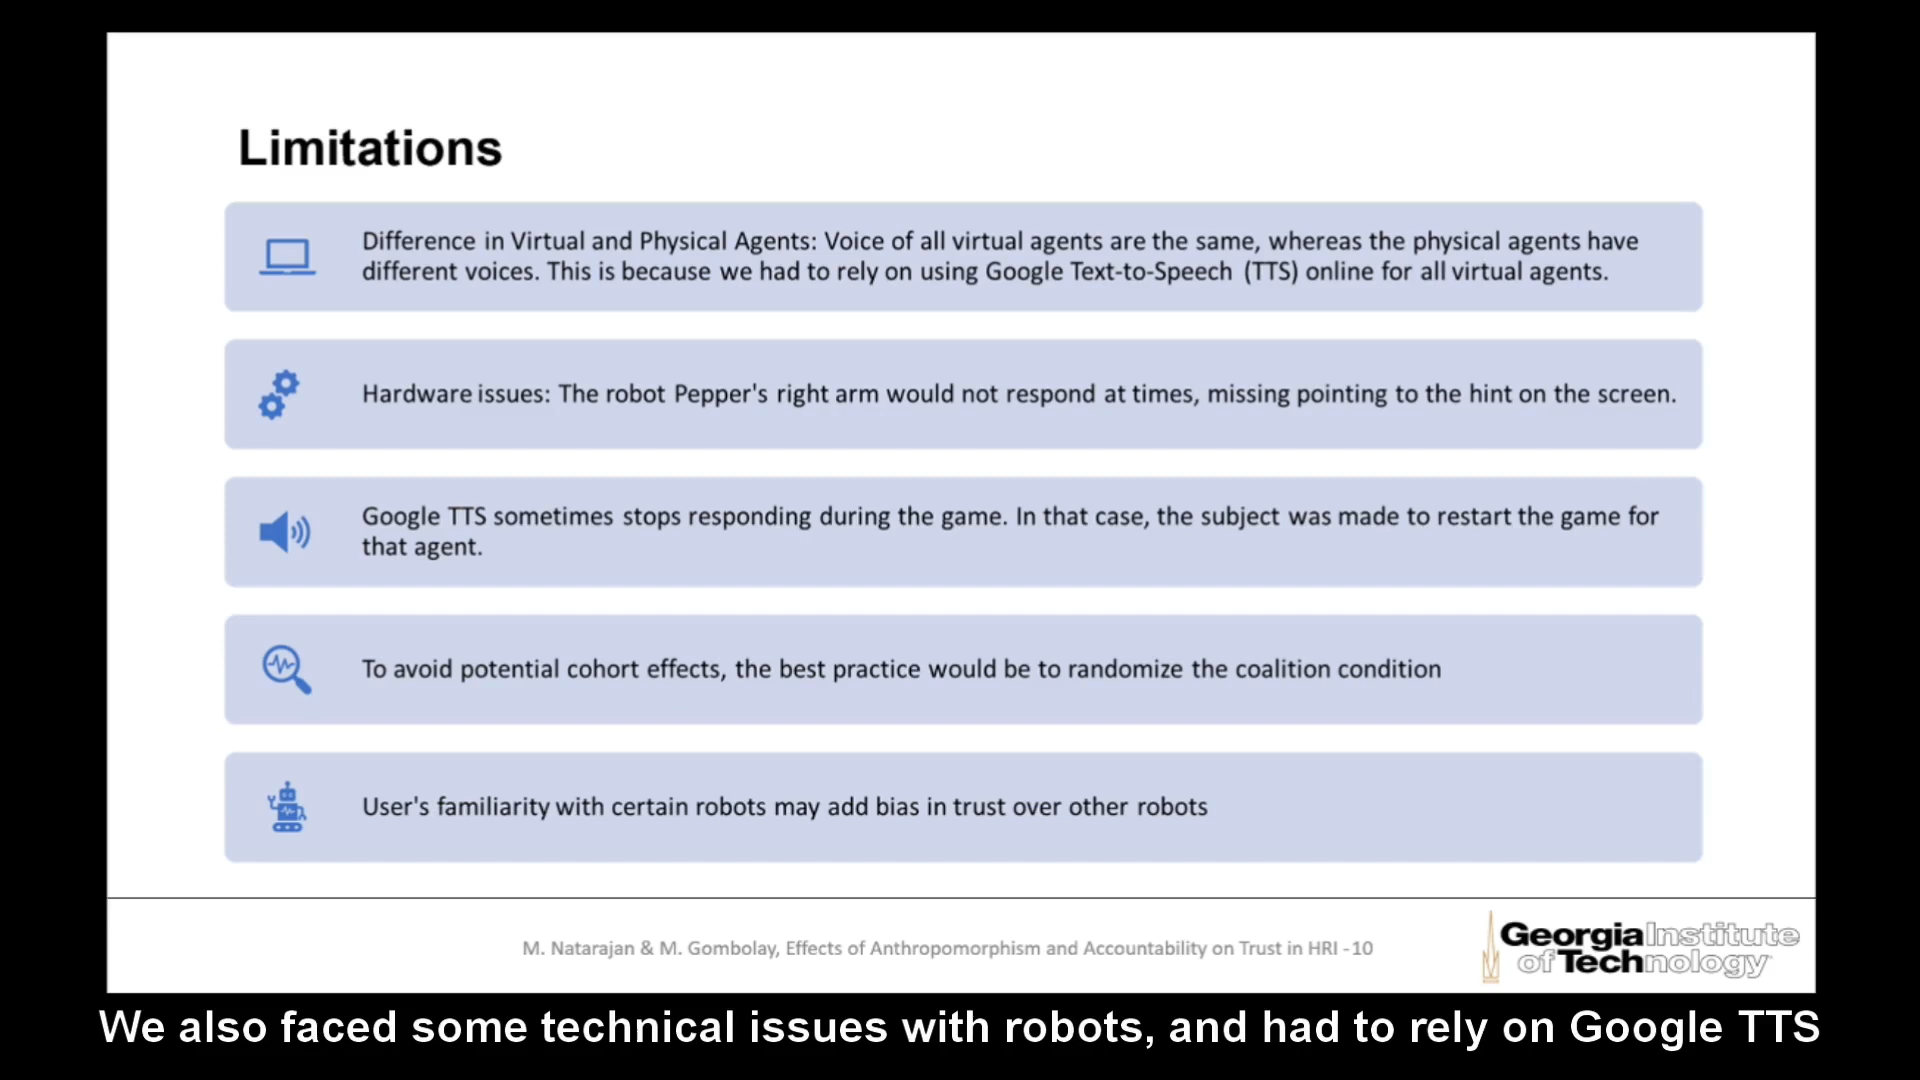 Limitations
Difference in Virtual and Physical Agents: Voice of all virtual agents are the same, whereas the physical agents have
different voices. This is because we had to rely on using Google Text-to-Speech (TTS) online for all virtual agents.
Hardware issues: The robot Pepper's right arm would not respond at times, missing pointing to the hint on the screen.
Google TTS sometimes stops responding during the game. In that case, the subject was made to restart the game for
that agent.
To avoid potential cohort effects, the best practice would be to randomize the coalition condition
User's familiarity with certain robots may add bias in trust over other robots
M. Natarajan & M. Gombolay, Effects of Anthropomorphism and Accountability on Trust in HRI - 10
Georgia Institute
of Technology
We also faced some technical issues with robots, and had to rely on Google TTS